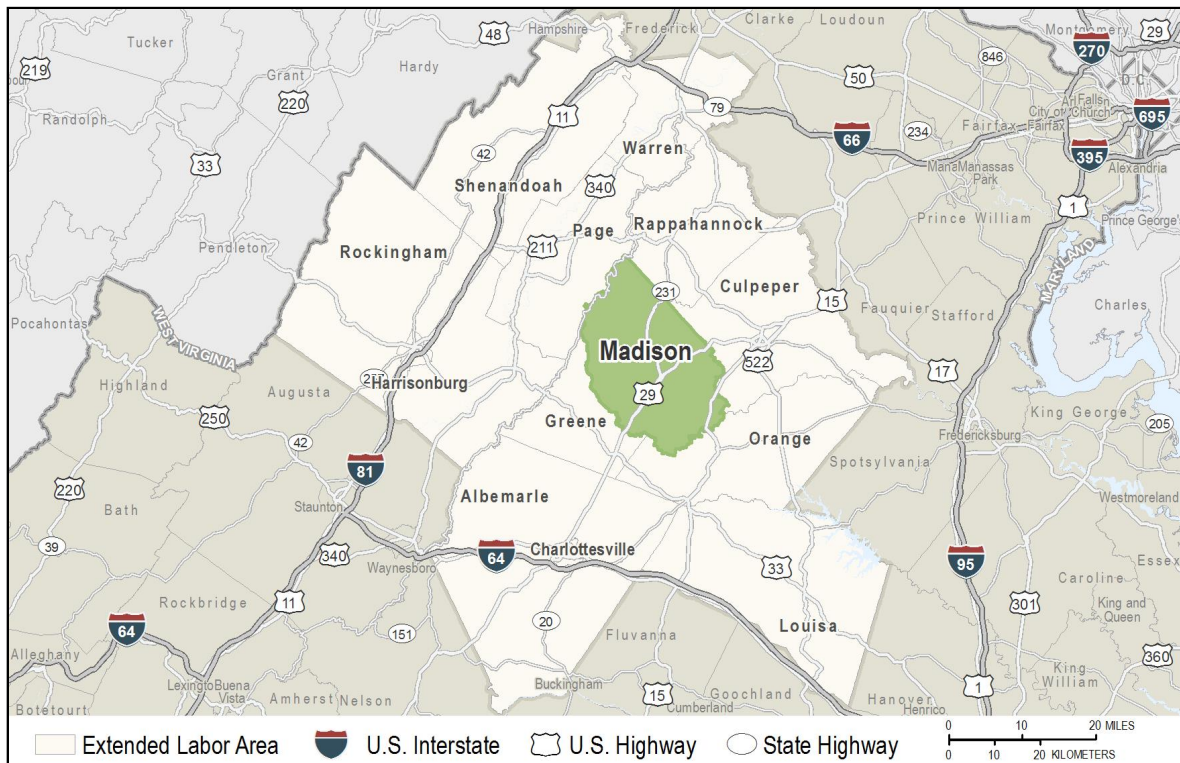 Hampshire
Frederick
Clarke
Loudoun
Montgomery
Tucker
48
270
29
219
Grant
Hardy
846
220
50
D.C.
Falls
City of Church
79
11
695
Randolph
Fairfax
Fairfax
234
66
33
42
Warren
395
Manassas
Park
Alexandria
Shenandoah
340
1
Prince William
Prince George's
Page
Rappahannock
211
Pendleton
Rockingham
MARYLAND
231
Culpeper
15
Charles
Fauquier
Stafford
Pocahontas
WEST VIRGINIA
Madison
522
17
Harrisonburg
Highland
Augusta
29
250
King George
Greene
205
42
Orange
Fredericksburg
81
Spotsylvania
220
Albemarle
Westmoreland
Bath
Staunton
39
340
64
Charlottesville
95
Essex
Waynesboro
33
Caroline
11
Rockbridge
301
King and
Queen
64
151
20
Louisa
Alleghany
Fluvanna
360
King
William
Lexington
Buena
Vista
Buckingham
Amherst
Nelson
15
Goochland
Hanover
1
Botetourt
Cumberland
Henrico
0 10 20 MILES
Extended Labor Area
U.S. Interstate
U.S. Highway
State Highway
0 10 20 KILOMETERS